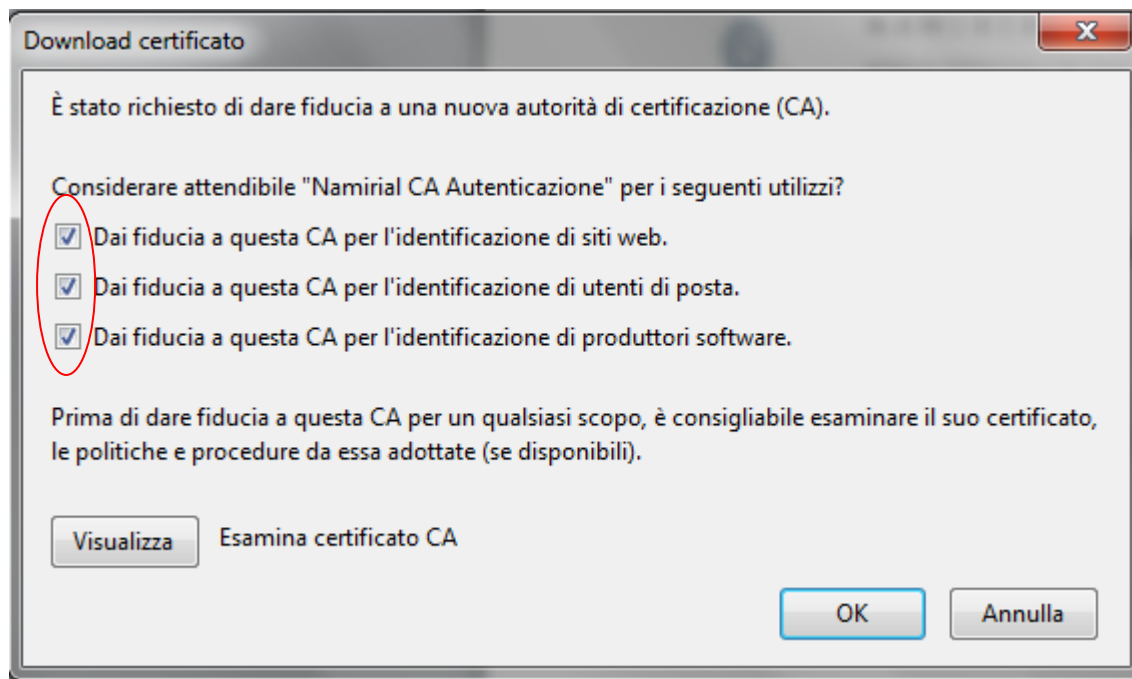 Download certificato
È stato richiesto di dare fiducia a una nuova autorità di certificazione (CA).
Considerare attendibile "Namirial CA Autenticazione" per i seguenti utilizzi?
Dai fiducia a questa CA per l'identificazione di siti web.
Dai fiducia a questa CA per l'identificazione di utenti di posta.
Dai fiducia a questa CA per l'identificazione di produttori software.
Prima di dare fiducia a questa CA per un qualsiasi scopo, è consigliabile esaminare il suo certificato,
le politiche e procedure da essa adottate (se disponibili).
Visualizza Esamina certificato CA
OK Annulla